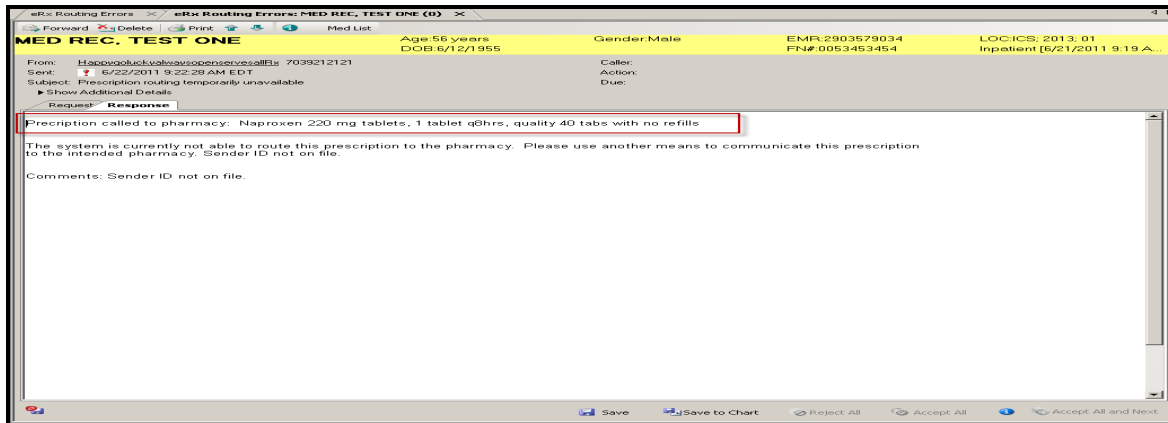 eRx Routing Errors eRx Routing Errors: MED REC, TEST ONE (0)
Forward Delete Print Med List
MED REC, TEST ONE Age:56 years Gender:Male EMR:2903579034 LOC:ICS; 2013; 01
DOB:6/12/1955 FN#:0053453454 Inpatient [6/21/2011 9:19 A...
From: HappygoluckyalwaysopenservesallRx 7039212121 Caller:
Sent: 6/22/2011 9:22:28 AM EDT Action:
Subject: Prescription routing temporarily unavailable Due:
Show Additional Details
Request Response
Precription called to pharmacy: Naproxen 220 mg tablets, 1 tablet q8hrs, quality 40 tabs with no refills
The system is currently not able to route this prescription to the pharmacy. Please use another means to communicate this prescription
to the intended pharmacy. Sender ID not on file.
Comments: Sender ID not on file.
Save Save to Chart Reject All Accept All Accept All and Next